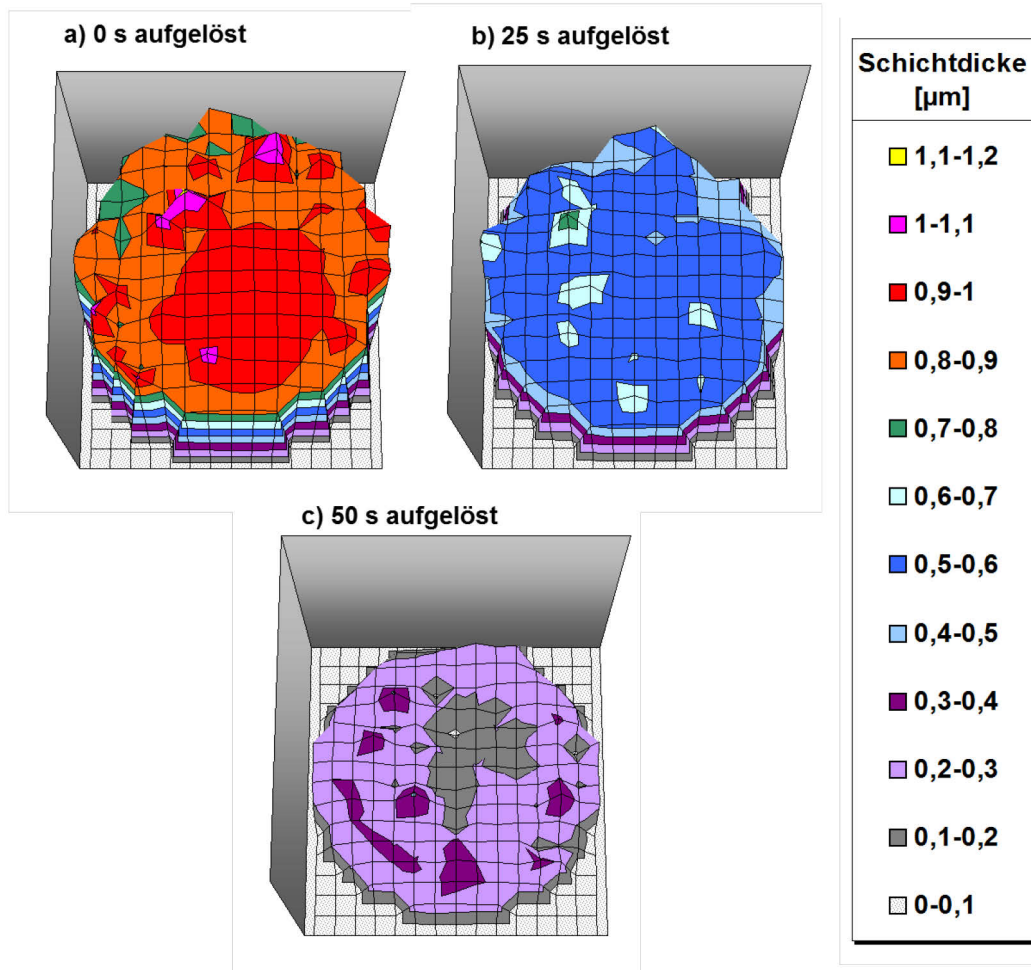 a) 0 s aufgelöst
b) 25 s aufgelöst
c) 50 s aufgelöst
Schichtdicke
[µm]
1,1-1,2
1-1,1
0,9-1
0,8-0,9
0,7-0,8
0,6-0,7
0,5-0,6
0,4-0,5
0,3-0,4
0,2-0,3
0,1-0,2
0-0,1